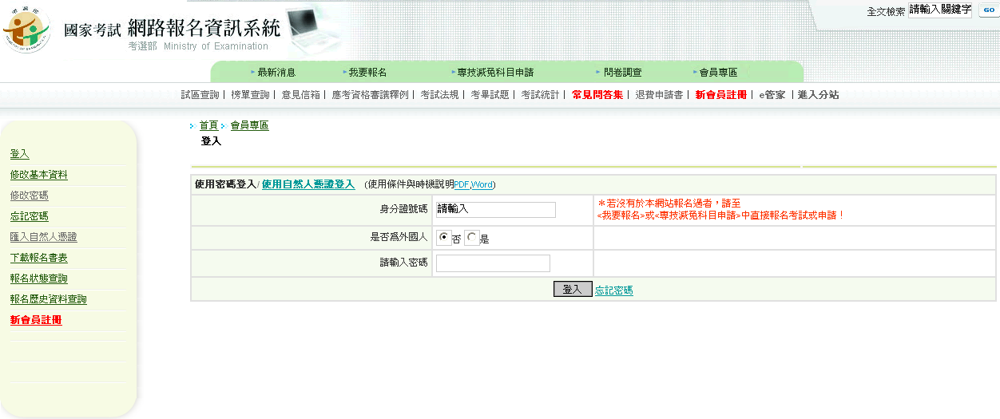 全文檢索 請輸入關鍵字 GO
考選部
MINISTRY OF EXAMINATION
國家考試 網路報名資訊系統
考選部 Ministry of Examination
最新消息 我要報名 專技減免科目申請 問卷調查 會員專區
試區查詢 | 榜單查詢 | 意見信箱 | 應考資格審議釋例 | 考試法規 | 考畢試題 | 考試統計 | 常見問答集 | 退費申請書 | 新會員註冊 | e管家 | 進入分站
首頁 會員專區
登入
登入
修改基本資料
修改密碼
忘記密碼
匯入自然人憑證
下載報名書表
報名狀態查詢
報名歷史資料查詢
新會員註冊
使用密碼登入/ 使用自然人憑證登入 (使用條件與時機說明PDF,Word)
身分證號碼 請輸入 ＊若沒有於本網站報名過者，請至
<我要報名>或<專技減免科目申請>中直接報名考試或申請！
是否為外國人 否 是
請輸入密碼
登入 忘記密碼